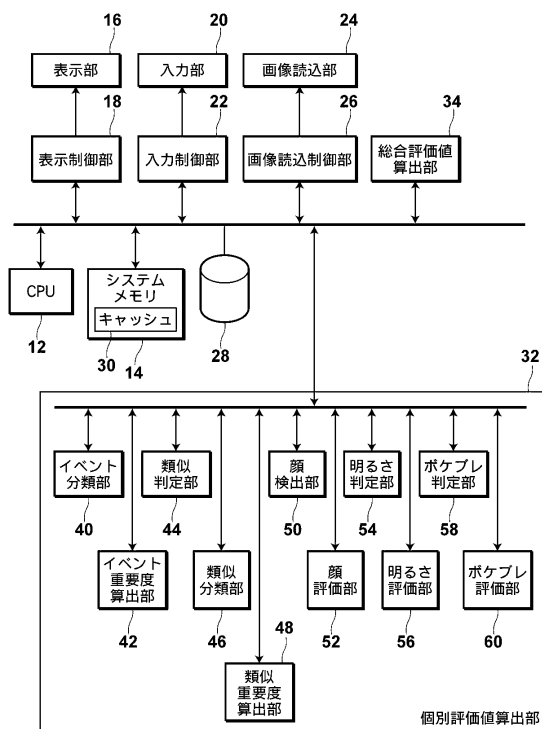 16
20
24
表示部
入力部
画像読込部
18
22
26
34
表示制御部
入力制御部
画像読込制御部
総合評価値
算出部
CPU
システム
メモリ
キャッシュ
12
30
14
28
32
イベント
分類部
類似
判定部
顔
検出部
明るさ
判定部
ボケブレ
判定部
40
44
50
54
58
イベント
重要度
算出部
類似
分類部
顔
評価部
明るさ
評価部
ボケブレ
評価部
42
46
48
52
56
60
類似
重要度
算出部
個別評価値算出部